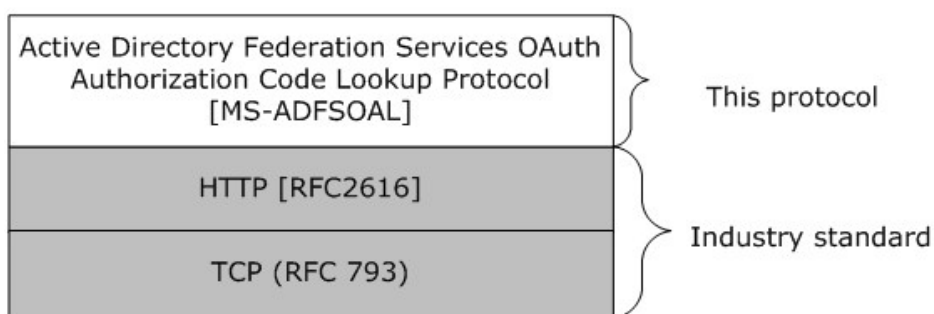 Active Directory Federation Services OAuth
Authorization Code Lookup Protocol
[MS-ADFSOAL]
This protocol
HTTP [RFC2616]
TCP (RFC 793)
Industry standard